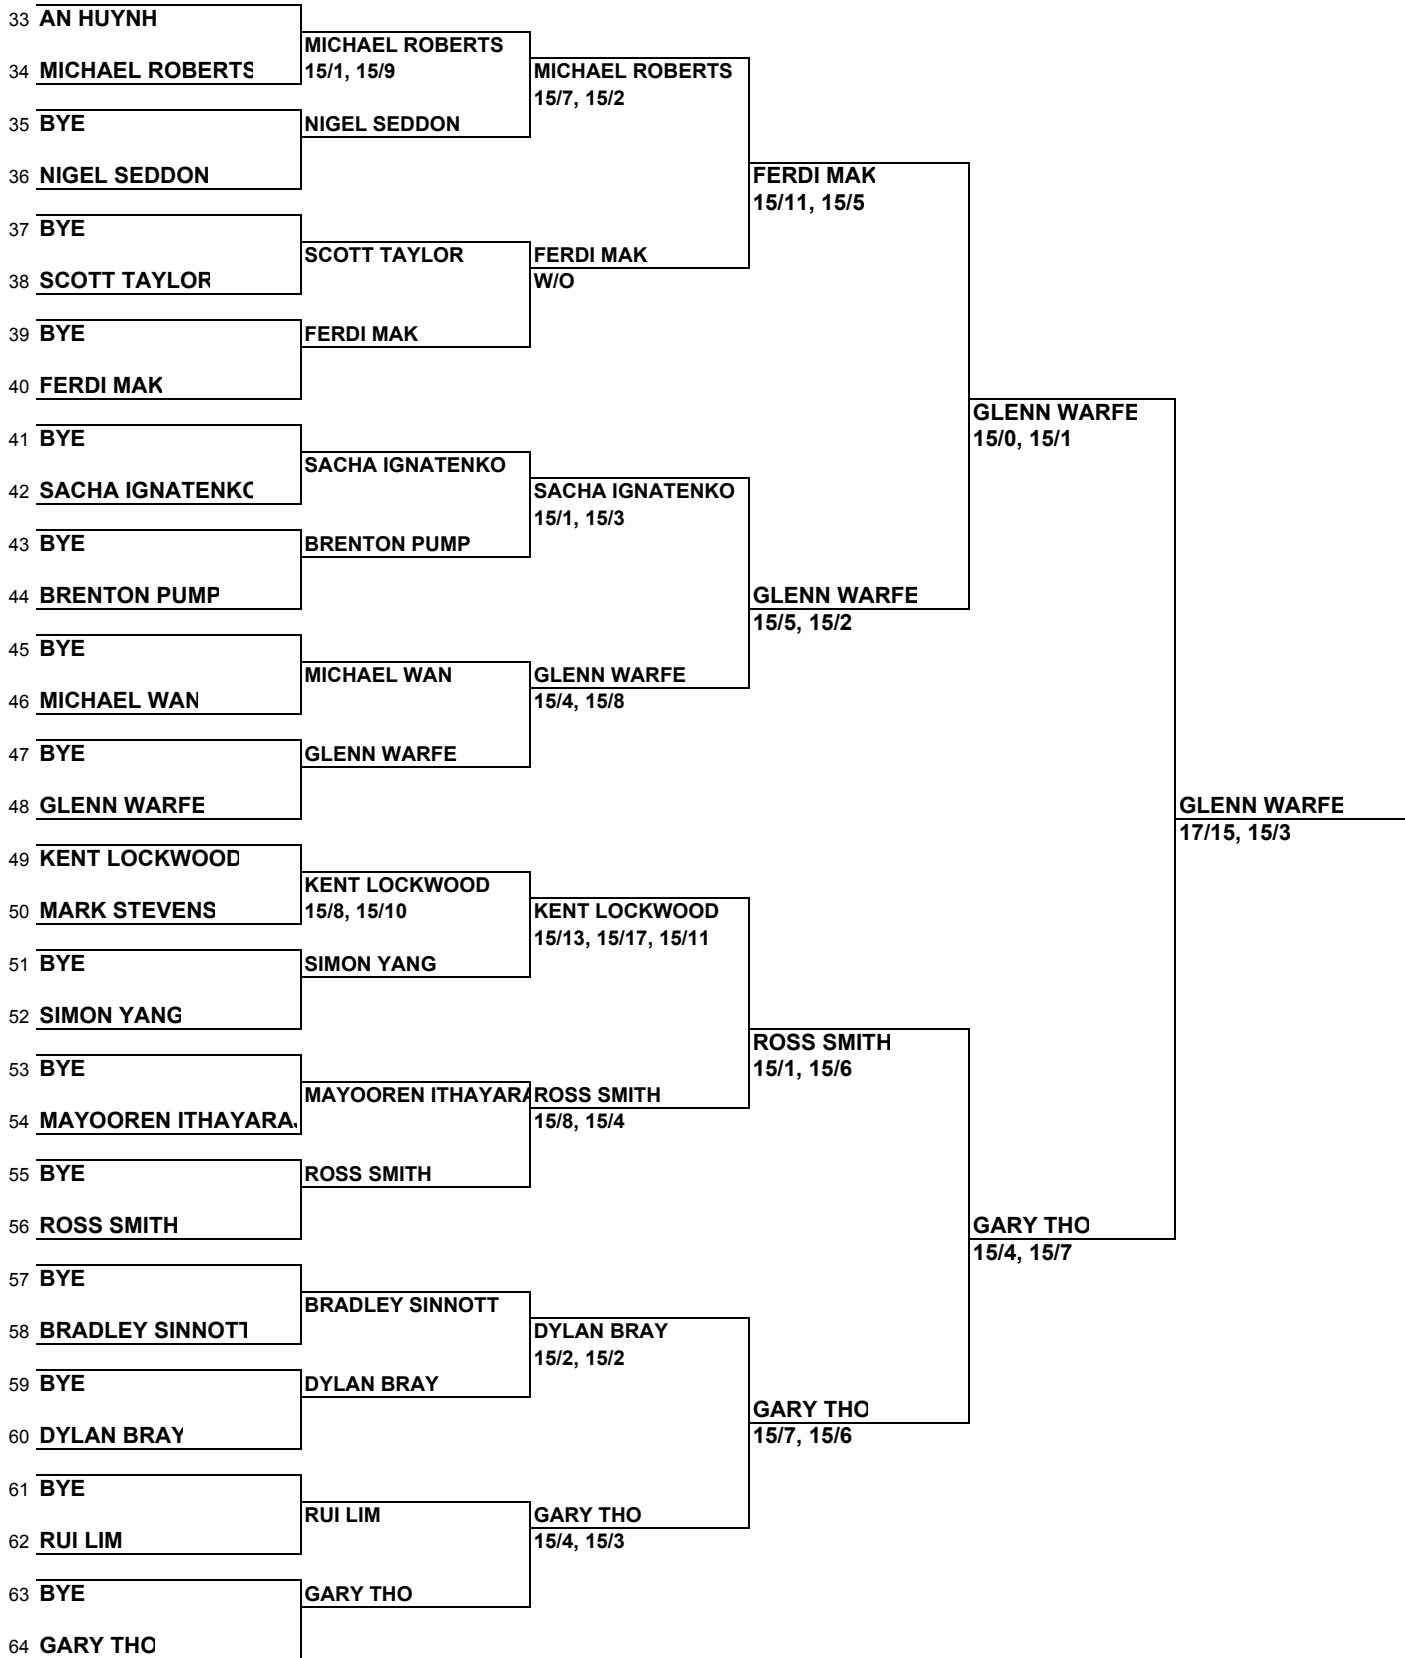 33 AN HUYNH
MICHAEL ROBERTS
34 MICHAEL ROBERTS 15/1, 15/9 MICHAEL ROBERTS
15/7, 15/2
35 BYE NIGEL SEDDON
36 NIGEL SEDDON FERDI MAK
15/11, 15/5
37 BYE
SCOTT TAYLOR FERDI MAK
38 SCOTT TAYLOR W/O
39 BYE FERDI MAK
40 FERDI MAK
GLENN WARFE
41 BYE 15/0, 15/1
SACHA IGNATENKO
42 SACHA IGNATENKO SACHA IGNATENKO
15/1, 15/3
43 BYE BRENTON PUMP
44 BRENTON PUMP GLENN WARFE
15/5, 15/2
45 BYE
MICHAEL WAN GLENN WARFE
46 MICHAEL WAN 15/4, 15/8
47 BYE GLENN WARFE
48 GLENN WARFE GLENN WARFE
17/15, 15/3
49 KENT LOCKWOOD
KENT LOCKWOOD
50 MARK STEVENS 15/8, 15/10 KENT LOCKWOOD
15/13, 15/17, 15/11
51 BYE SIMON YANG
52 SIMON YANG
ROSS SMITH
53 BYE 15/1, 15/6
MAYOOREN ITHAYARA ROSS SMITH
54 MAYOOREN ITHAYARA 15/8, 15/4
55 BYE ROSS SMITH
56 ROSS SMITH GARY THO
15/4, 15/7
57 BYE
BRADLEY SINNOTT
58 BRADLEY SINNOTT DYLAN BRAY
15/2, 15/2
59 BYE DYLAN BRAY
GARY THO
60 DYLAN BRAY 15/7, 15/6
61 BYE
RUI LIM GARY THO
62 RUI LIM 15/4, 15/3
63 BYE GARY THO
64 GARY THO